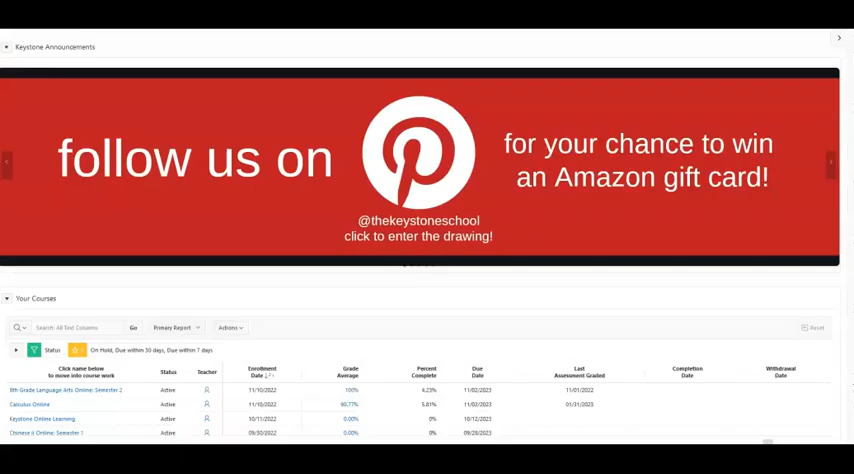 Keystone Announcements
follow us on
for your chance to win
an Amazon gift card!
@thekeystoneschool
click to enter the drawing!
Your Courses
Search: All Text Columns Go Primary Report Actions Reset
Status On Hold, Due within 30 days, Due within 7 days
Click name below to move into course work Status Teacher Enrollment Date Grade Average Percent Complete Due Date Last Assessment Graded Completion Date Withdrawal Date
8th Grade Language Arts Online: Semester 2 Active 11/10/2022 100% 4.23% 11/02/2023 11/01/2022
Calculus Online Active 11/10/2022 90.77% 5.81% 11/02/2023 01/31/2023
Keystone Online Learning Active 10/11/2022 0.00% 0% 10/12/2023
Chinese II Online: Semester 1 Active 09/30/2022 0.00% 0% 09/28/2023